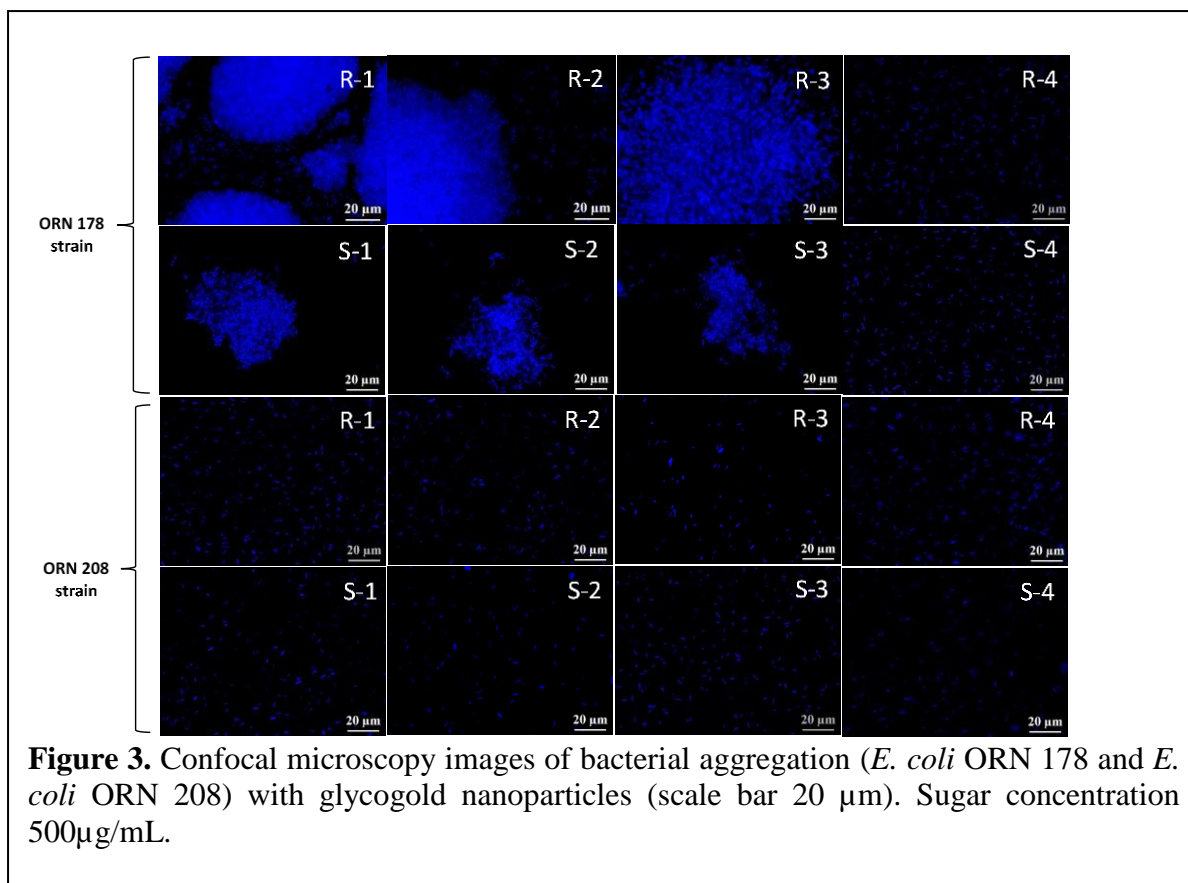 R-1 R-2 R-3 R-4
20 µm 20 µm 20 µm 20 µm
ORN 178
strain
S-1 S-2 S-3 S-4
20 µm 20 µm 20 µm 20 µm
R-1 R-2 R-3 R-4
20 µm 20 µm 20 µm 20 µm
ORN 208
strain
S-1 S-2 S-3 S-4
20 µm 20 µm 20 µm 20 µm
Figure 3. Confocal microscopy images of bacterial aggregation (E. coli ORN 178 and E.
coli ORN 208) with glycogold nanoparticles (scale bar 20 µm). Sugar concentration
500µg/mL.